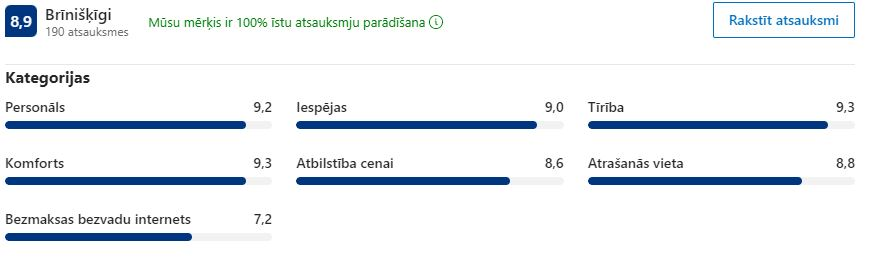 8,9 Brīnišķīgi
190 atsauksmes
Mūsu mērķis ir 100% īstu atsauksmju parādīšana
Rakstīt atsauksmi
Kategorijas
Personāls 9,2
Iespējas 9,0
Tīrība 9,3
Komforts 9,3
Atbilstība cenai 8,6
Atrašanās vieta 8,8
Bezmaksas bezvadu internets 7,2